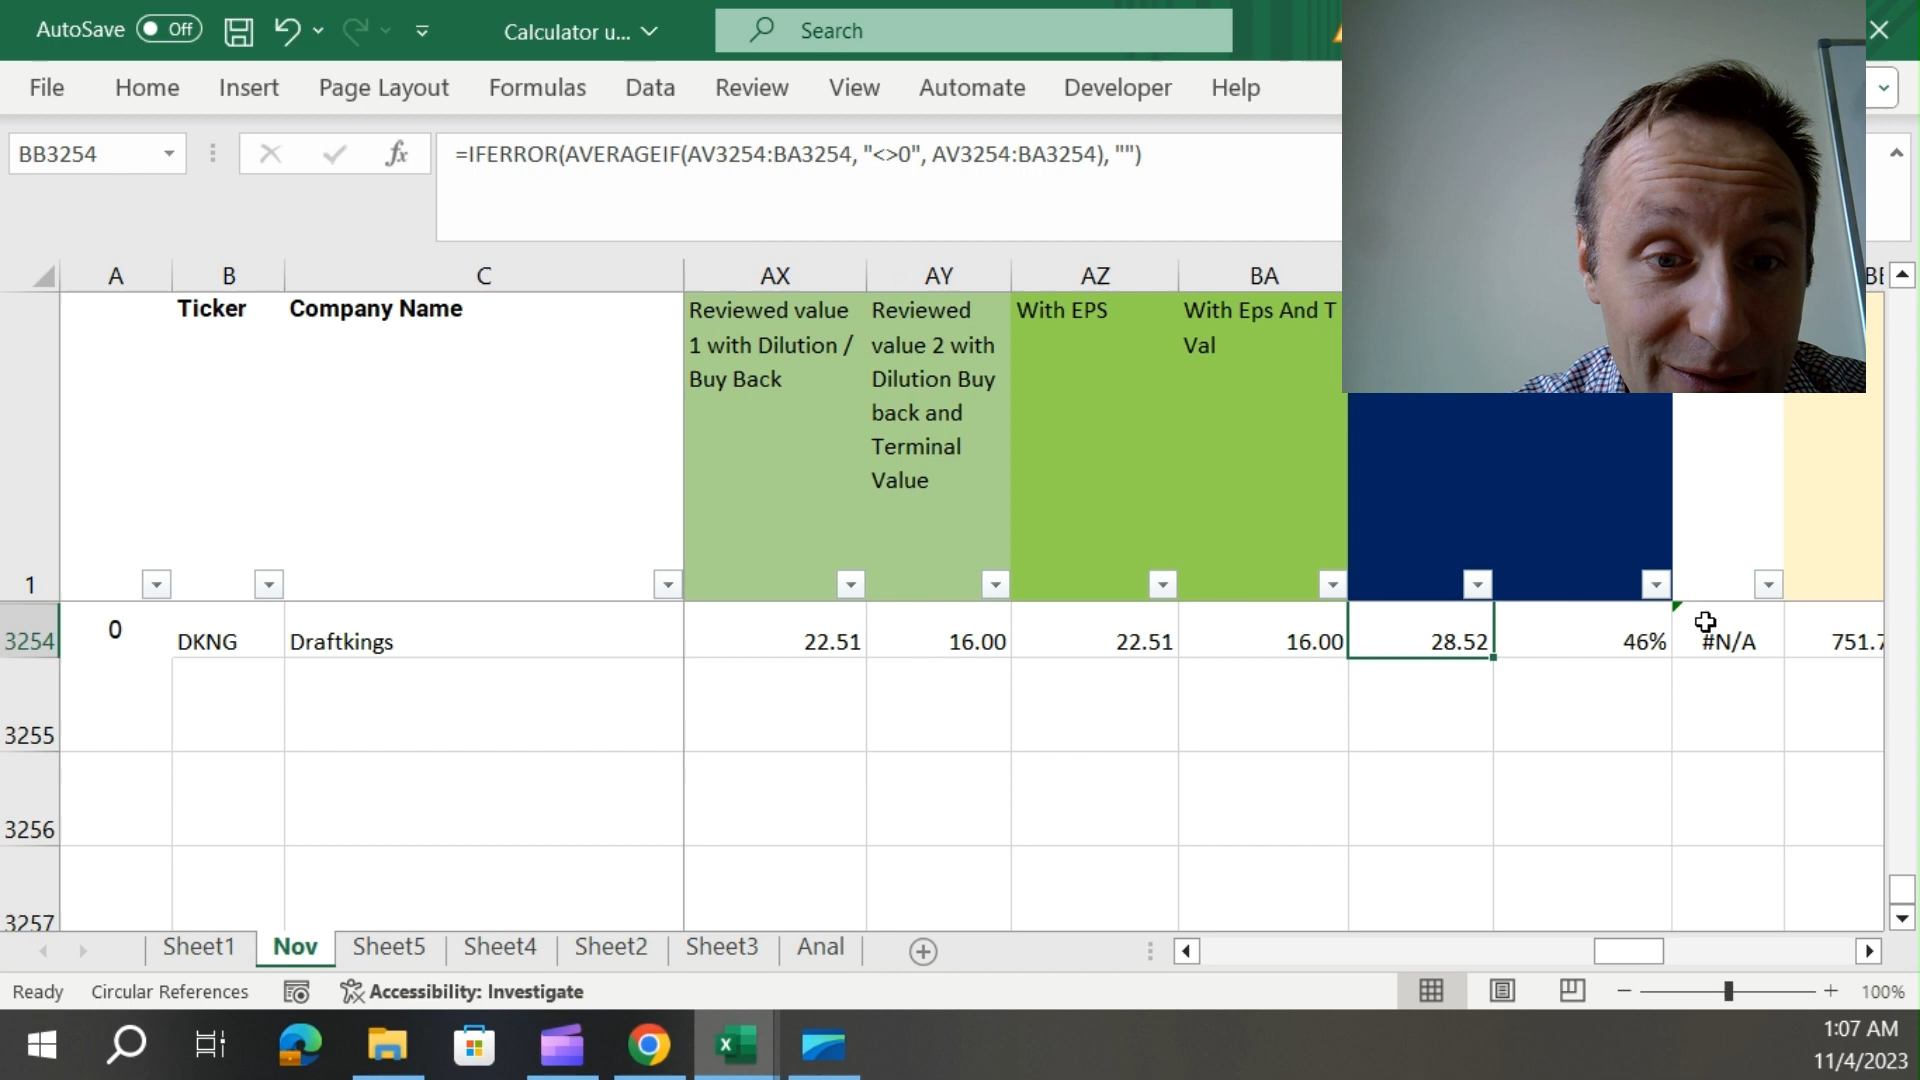 AutoSave Off Calculator u... Search
File Home Insert Page Layout Formulas Data Review View Automate Developer Help
BB3254 fx =IFERROR(AVERAGEIF(AV3254:BA3254, "<>0", AV3254:BA3254), "")
A B C AX AY AZ BA
Ticker Company Name
Reviewed value
1 with Dilution /
Buy Back
Reviewed
value 2 with
Dilution Buy
back and
Terminal
Value
With EPS
With Eps And T
Val
1
3254 0 DKNG Draftkings 22.51 16.00 22.51 16.00 28.52 46% #N/A 751.7
3255
3256
3257
Sheet1 Nov Sheet5 Sheet4 Sheet2 Sheet3 Anal
Ready Circular References Accessibility: Investigate 100%
1:07 AM
11/4/2023